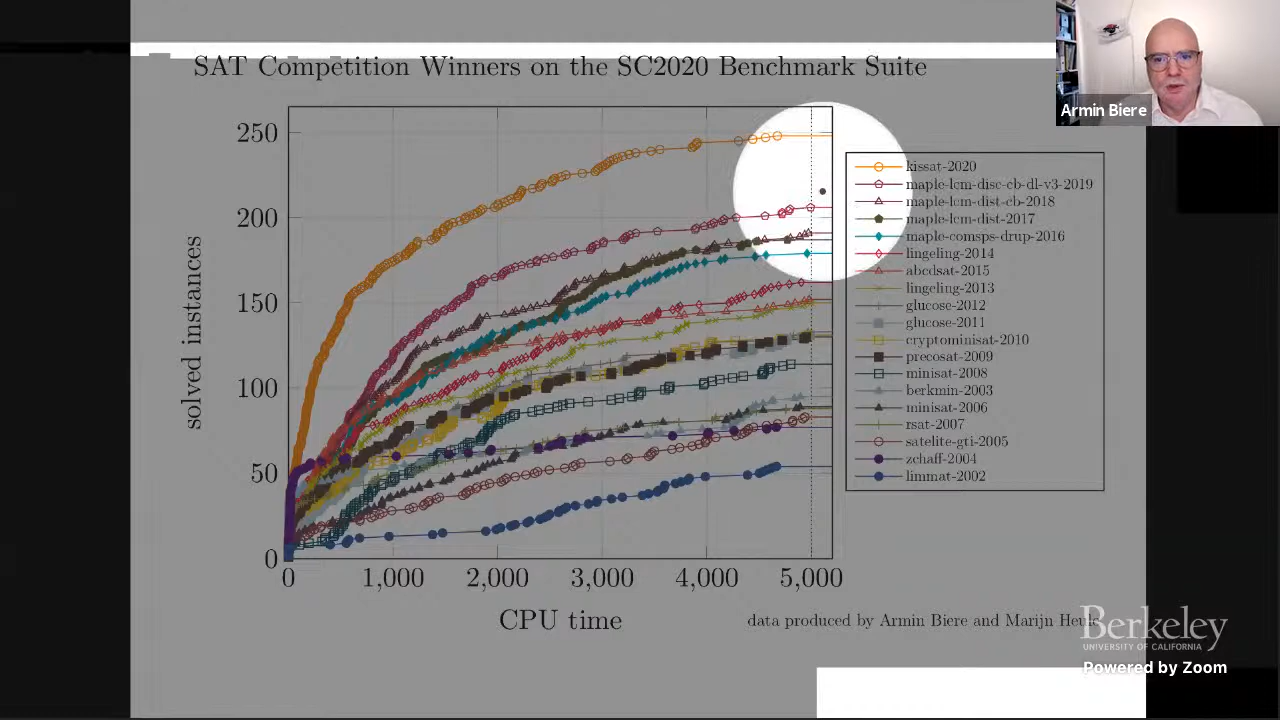 SAT Competition Winners on the SC2020 Benchmark Suite
Armin Biere
250
200
150
100
50
0
solved instances
0 1,000 2,000 3,000 4,000 5,000
CPU time
kissat-2020
maple-lcm-disc-cb-dl-v3-2019
maple-lcm-dist-cb-2018
maple-lcm-dist-2017
maple-comsps-drup-2016
lingeling-2014
abcdsat-2015
lingeling-2013
glucose-2012
glucose-2011
cryptominisat-2010
precosat-2009
minisat-2008
berkmin-2003
minisat-2006
rsat-2007
satelite-gti-2005
zchaff-2004
limmat-2002
data produced by Armin Biere and Marijn
Berkeley
UNIVERSITY OF CALIFORNIA
Powered by Zoom